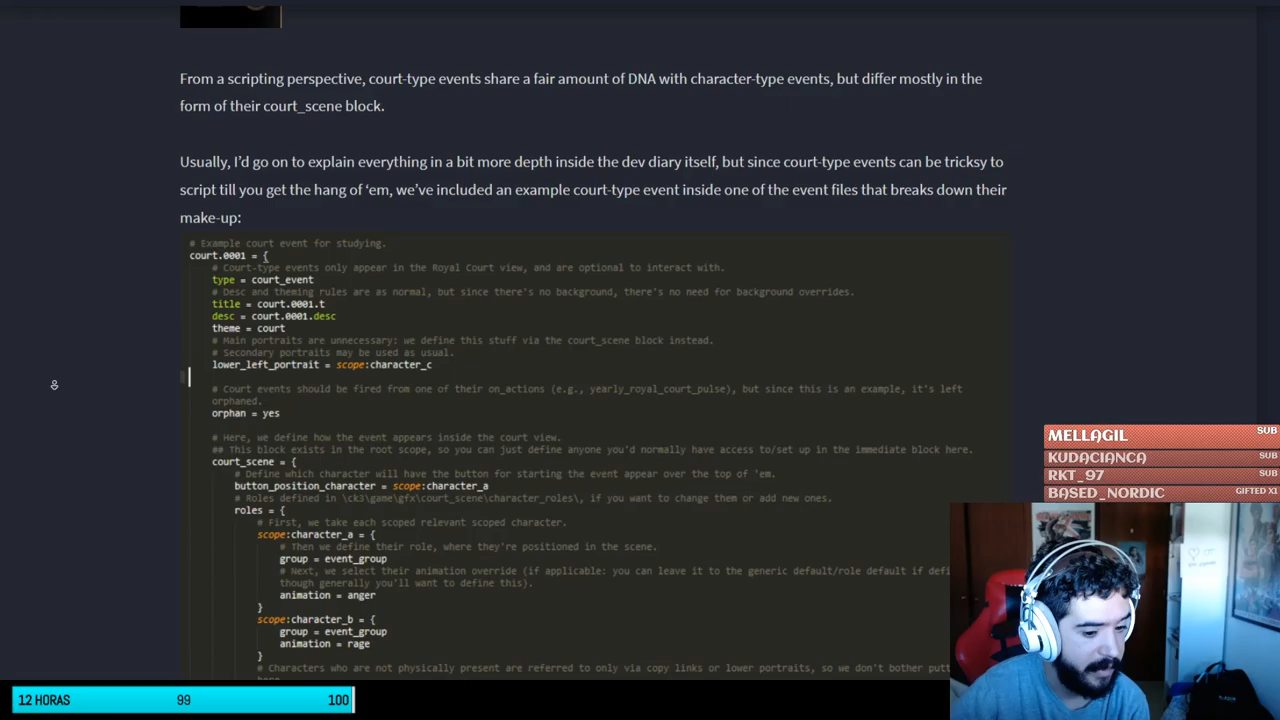 From a scripting perspective, court-type events share a fair amount of DNA with character-type events, but differ mostly in the
form of their court_scene block.
Usually, I'd go on to explain everything in a bit more depth inside the dev diary itself, but since court-type events can be tricksy to
script till you get the hang of 'em, we've included an example court-type event inside one of the event files that breaks down their
make-up:
# Example court event for studying.
court.0001 = {
# Court-type events only appear in the Royal Court view, and are optional to interact with.
type = court_event
# Desc and theming rules are as normal, but since there's no background, there's no need for background overrides.
title = court.0001.t
desc = court.0001.desc
theme = court
# Main portraits are unnecessary: we define this stuff via the court_scene block instead.
# Secondary portraits may be used as usual.
lower_left_portrait = scope:character_c
# Court events should be fired from one of their on_actions (e.g., yearly_royal_court_pulse), but since this is an example, it's left
orphaned.
orphan = yes
# Here, we define how the event appears inside the court view.
## This block exists in the root scope, so you can just define anyone you'd normally have access to/set up in the immediate block here.
court_scene = {
# Define which character will have the button for starting the event appear over the top of 'em.
button_position_character = scope:character_a
# Roles defined in \ck3\game\gfx\court_scene\character_roles\, if you want to change them or add new ones.
roles = {
# First, we take each scoped relevant scoped character.
scope:character_a = {
# Then we define their role, where they're positioned in the scene.
group = event_group
# Next, we select their animation override (if applicable: you can leave it to the generic default/role default if defi
though generally you'll want to define this).
animation = anger
}
scope:character_b = {
group = event_group
animation = rage
}
# Characters who are not physically present are referred to only via copy links or lower portraits, so we don't bother putt
MELLAGIL SUB
KUDACIANCA SUB
RKT_97 SUB
BASED_NORDIC GIFTED X1
12 HORAS 99 100